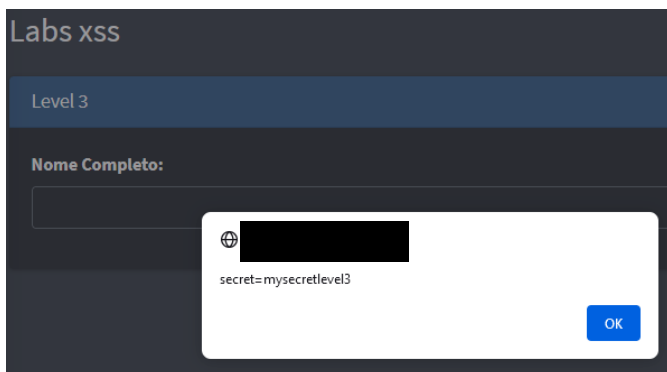 Labs xss
Level 3
Nome Completo:
secret=mysecretlevel3
OK